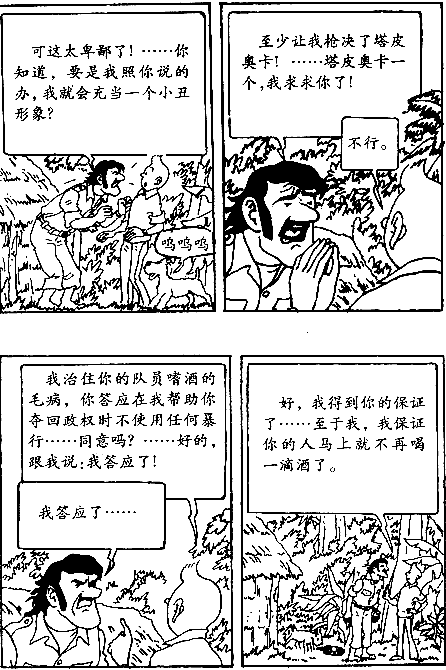 可这太卑鄙了！……你
知道，要是我照你说的
办，我就会充当一个小丑
形象？
呜呜呜
至少让我枪决了塔皮
奥卡！……塔皮奥卡一
个，我求求你了！
不行。
我治住你的队员嗜酒的
毛病，你答应在我帮助你
夺回政权时不使用任何暴
行……同意吗？……好的，
跟我说：我答应了！
我答应了……
好，我得到你的保证
了……至于我，我保证
你的人马上就不再喝
一滴酒了。